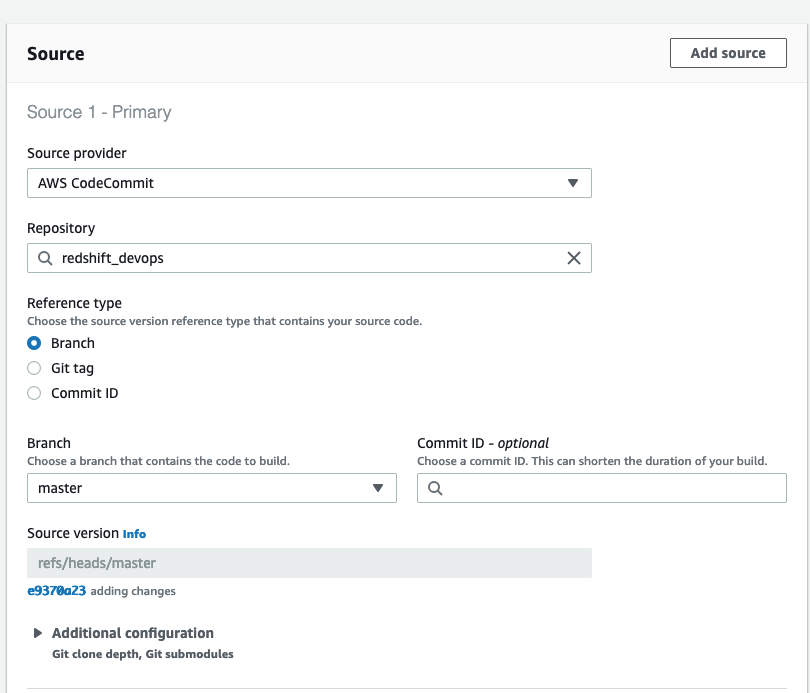 Source
Add source
Source 1 - Primary
Source provider
AWS CodeCommit
Repository
redshift_devops
Reference type
Choose the source version reference type that contains your source code.
Branch
Git tag
Commit ID
Branch
Choose a branch that contains the code to build.
master
Commit ID - optional
Choose a commit ID. This can shorten the duration of your build.
Source version Info
refs/heads/master
e9370a23 adding changes
Additional configuration
Git clone depth, Git submodules